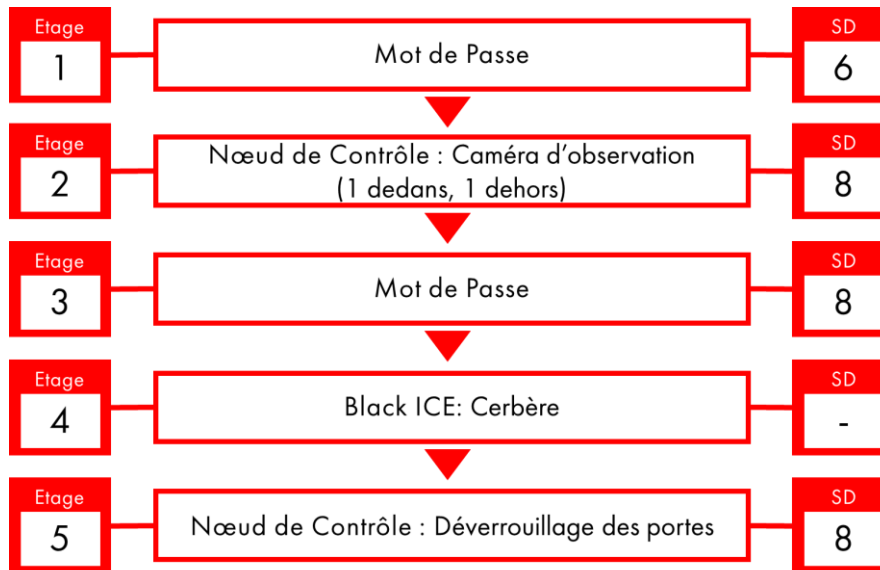 Etage
1
Mot de Passe
SD
6
Etage
2
Nœud de Contrôle : Caméra d'observation
(1 dedans, 1 dehors)
SD
8
Etage
3
Mot de Passe
SD
8
Etage
4
Black ICE: Cerbère
SD
-
Etage
5
Nœud de Contrôle : Déverrouillage des portes
SD
8